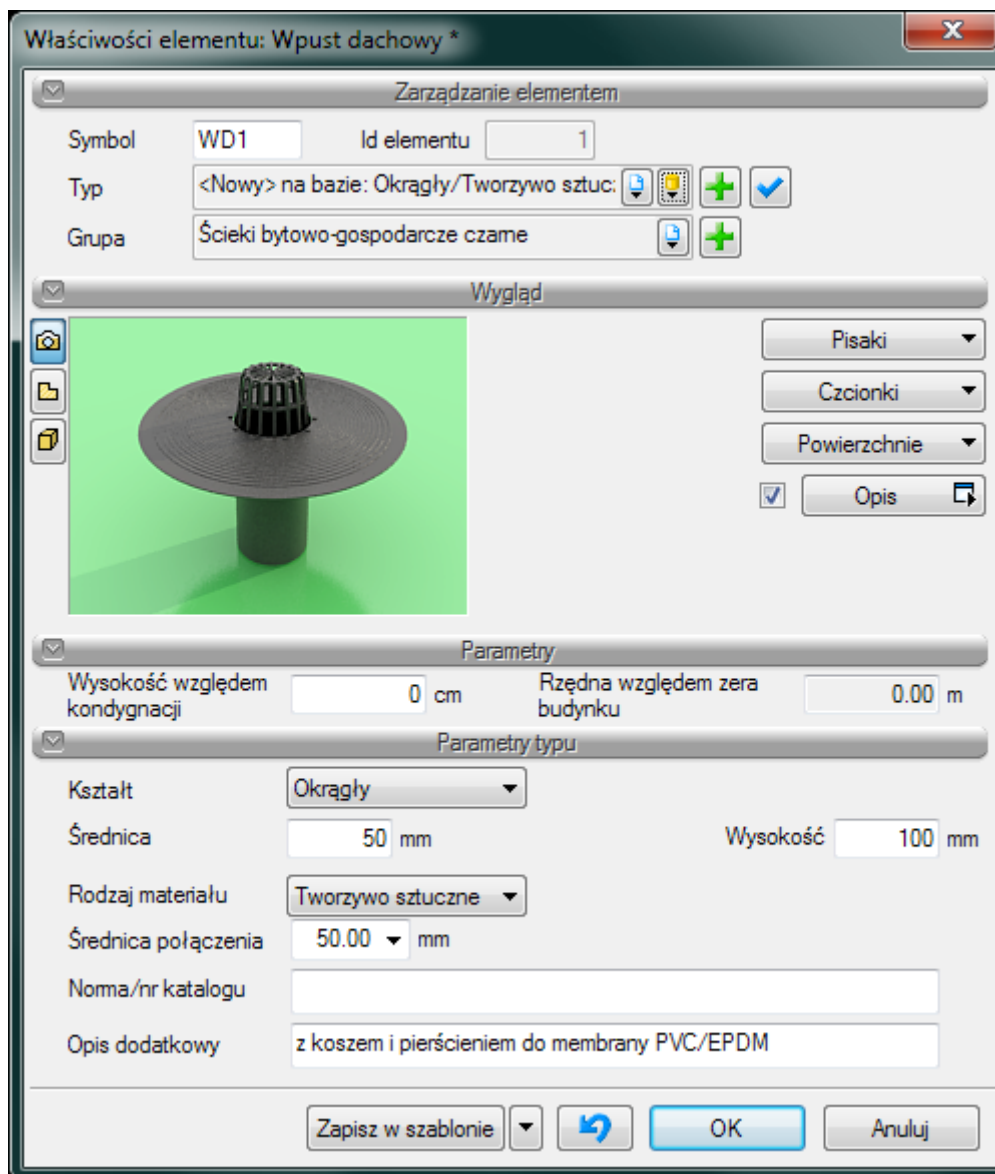 Właściwości elementu: Wpust dachowy *
Zarządzanie elementem
Symbol WD1 Id elementu 1
Typ <Nowy> na bazie: Okrągły/Tworzywo sztuc:
Grupa Ścieki bytowo-gospodarcze czarne
Wygląd
Pisaki
Czcionki
Powierzchnie
Opis
Parametry
Wysokość względem kondygnacji 0 cm Rzędna względem zera budynku 0.00 m
Parametry typu
Kształt Okrągły
Średnica 50 mm Wysokość 100 mm
Rodzaj materiału Tworzywo sztuczne
Średnica połączenia 50.00 mm
Norma/nr katalogu
Opis dodatkowy z koszem i pierścieniem do membrany PVC/EPDM
Zapisz w szablonie OK Anuluj